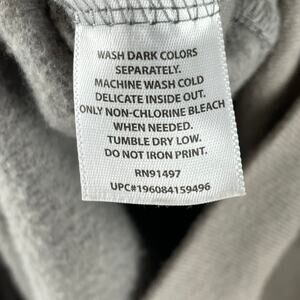 WASH DARK COLORS
SEPARATELY.
MACHINE WASH COLD
DELICATE INSIDE OUT.
ONLY NON-CHLORINE BLEACH
WHEN NEEDED.
TUMBLE DRY LOW.
DO NOT IRON PRINT.
RN91497
UPC#196084159496